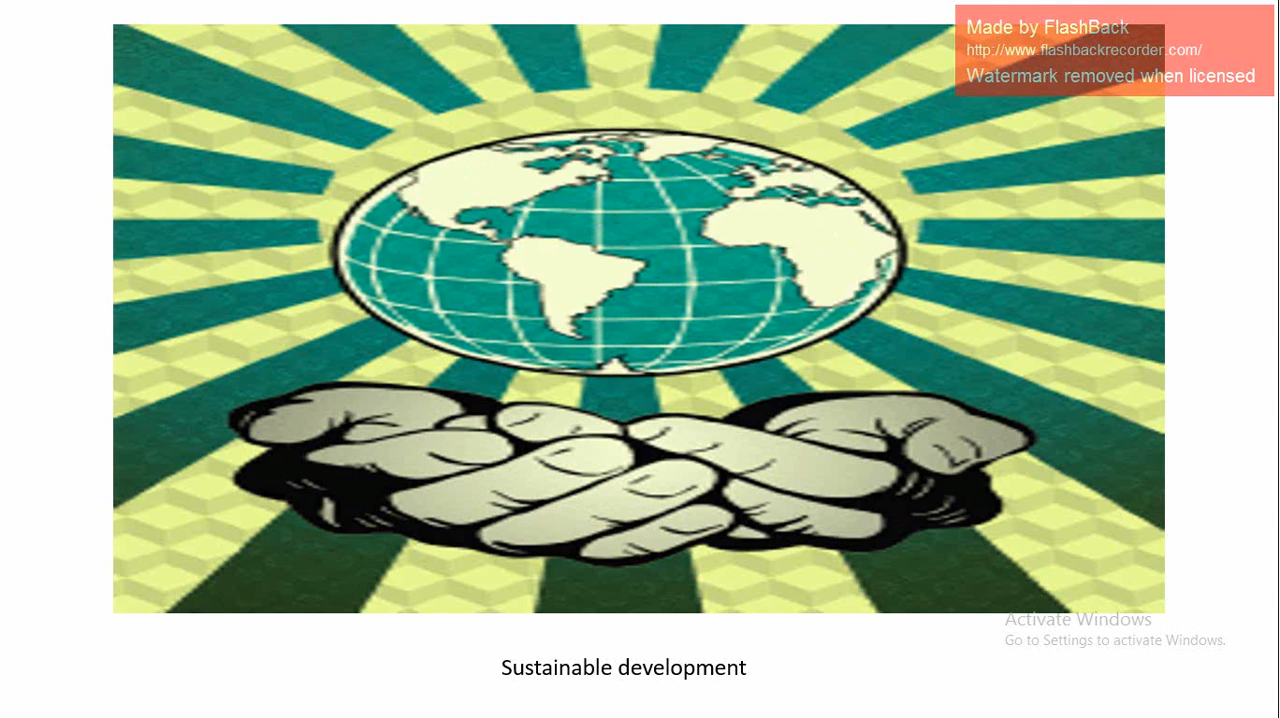 Made by FlashBack
http://www.flashbackrecorder.com/
Watermark removed when licensed
Activate Windows
Go to Settings to activate Windows.
Sustainable development